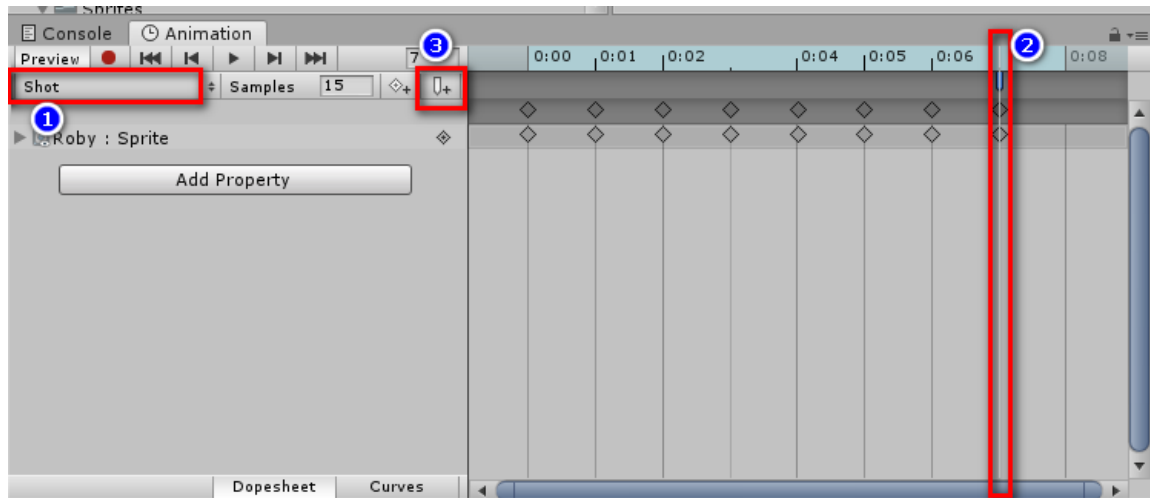 Sprites
Console Animation
3
2
Preview 7 0:00 0:01 0:02 0:04 0:05 0:06 0:08
Shot Samples 15
1
Roby : Sprite
Add Property
Dopesheet Curves